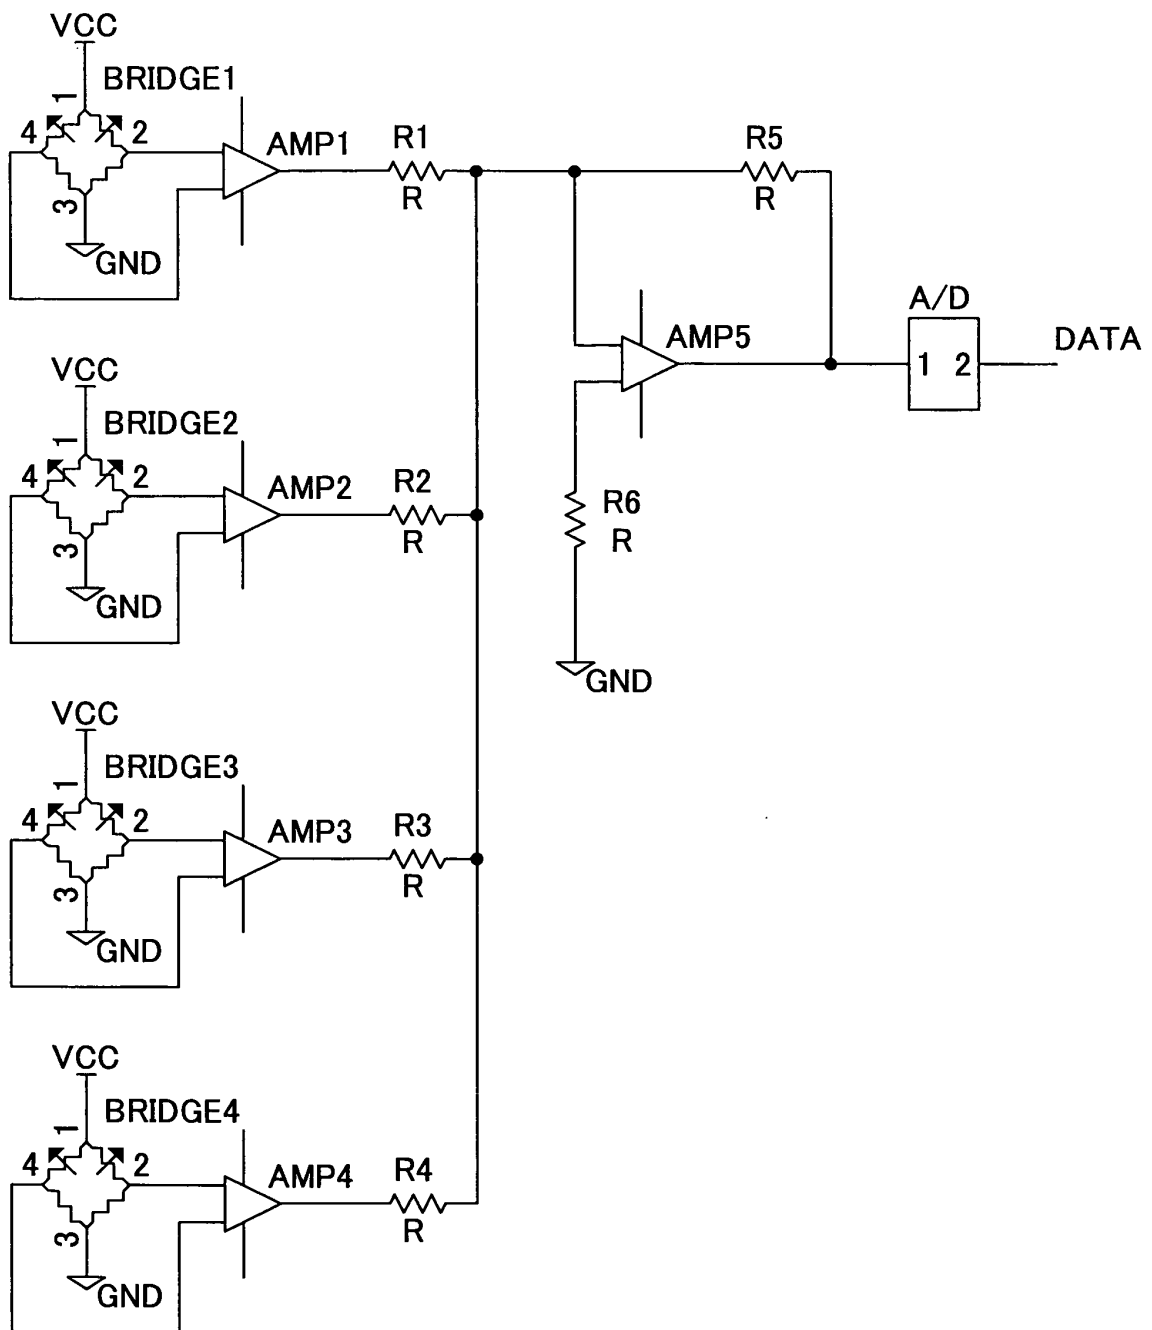 VCC
BRIDGE1
1
4
2
3
GND
AMP1
R1
R
R5
R
AMP5
A/D
1 2
DATA
R6
R
GND
VCC
BRIDGE2
1
4
2
3
GND
AMP2
R2
R
VCC
BRIDGE3
1
4
2
3
GND
AMP3
R3
R
VCC
BRIDGE4
1
4
2
3
GND
AMP4
R4
R